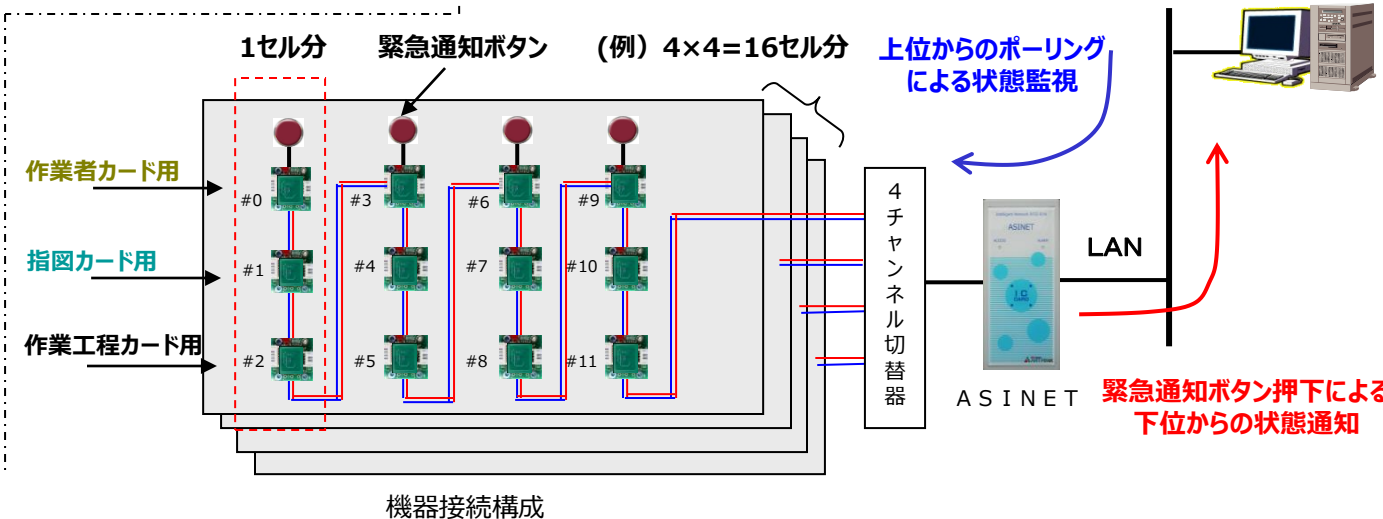 1セル分
緊急通知ボタン
(例）4×4=16セル分
上位からのポーリング
による状態監視
作業者カード用
指図カード用
作業工程カード用
#0
#3
#6
#9
#1
#4
#7
#10
#2
#5
#8
#11
4チャンネル切替器
ASINET
LAN
ＡＳＩＮＥＴ
緊急通知ボタン押下による
下位からの状態通知
機器接続構成